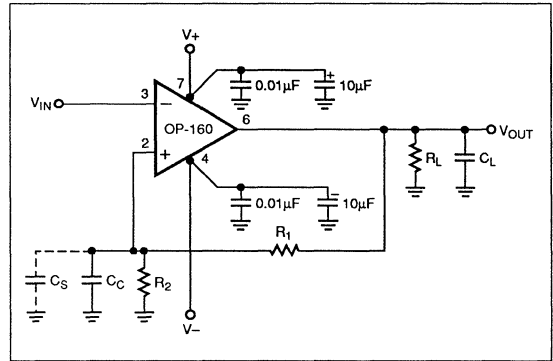 V+
7
0.01μF
+
10μF
VIN
3
−
OP-160
6
VOUT
2
+
4
RL
CL
0.01μF
−
10μF
R1
CS
CC
R2
V−